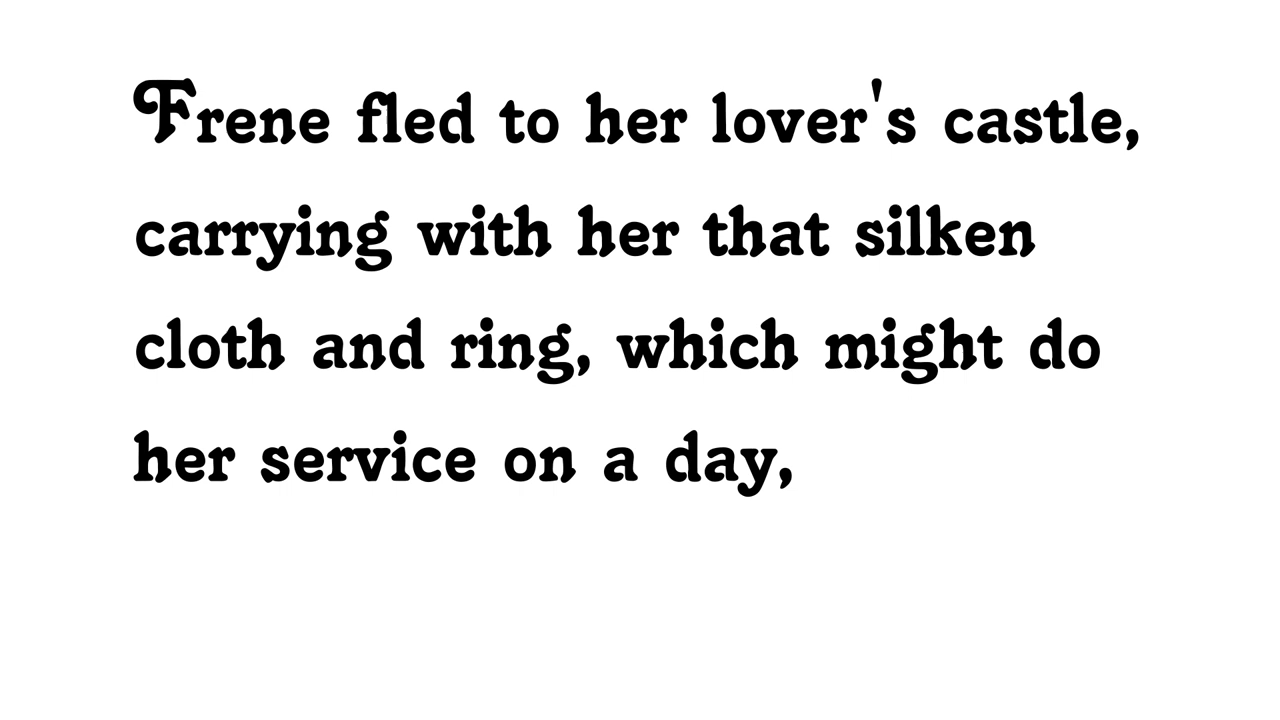 Frene fled to her lover's castle,
carrying with her that silken
cloth and ring, which might do
her service on a day,